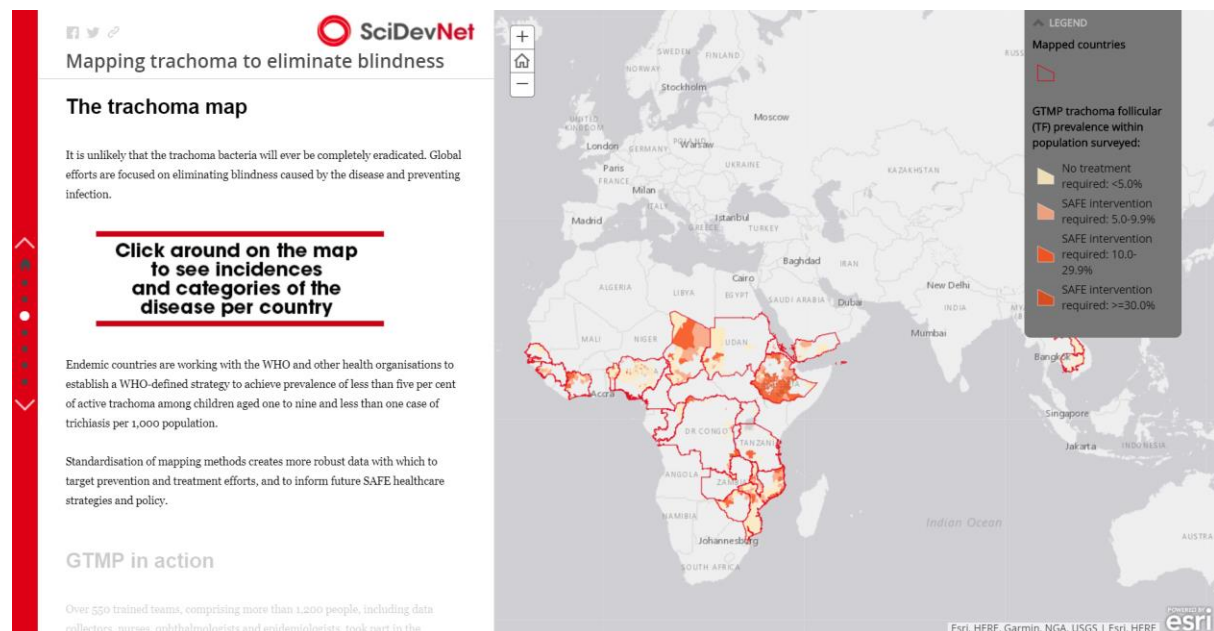 SciDevNet
Mapping trachoma to eliminate blindness
The trachoma map
It is unlikely that the trachoma bacteria will ever be completely eradicated. Global
efforts are focused on eliminating blindness caused by the disease and preventing
infection.
Click around on the map
to see incidences
and categories of the
disease per country
Endemic countries are working with the WHO and other health organisations to
establish a WHO-defined strategy to achieve prevalence of less than five per cent
of active trachoma among children aged one to nine and less than one case of
trichiasis per 1,000 population.
Standardisation of mapping methods creates more robust data with which to
target prevention and treatment efforts, and to inform future SAFE healthcare
strategies and policy.
GTMP in action
Over 550 trained teams, comprising more than 1,200 people, including data
collectors, nurses, ophthalmologists and epidemiologists, took part in the
+
−
SWEDEN
FINLAND
NORWAY
RUSS
Stockholm
Moscow
UNITED
KINGDOM
London
GERMANY
POLAND
Warsaw
Paris
FRANCE
UKRAINE
KAZAKHSTAN
Milan
ITALY
Madrid
Istanbul
GREECE
TURKEY
Baghdad
IRAN
Cairo
ALGERIA
LIBYA
EGYPT
SAUDI ARABIA
Dubai
New Delhi
INDIA
Mumbai
MALI
NIGER
UDAN
Accra
Bangkok
DR CONGO
TANZANIA
Singapore
Jakarta
INDONESIA
ANGOLA
ZAMBIA
NAMIBIA
Johannesburg
SOUTH AFRICA
Indian Ocean
AUSTRA
LEGEND
Mapped countries
GTMP trachoma follicular
(TF) prevalence within
population surveyed:
No treatment
required: <5.0%
SAFE intervention
required: 5.0-9.9%
SAFE intervention
required: 10.0-
29.9%
SAFE intervention
required: >=30.0%
POWERED BY
esri
Esri, HERE, Garmin, NGA, USGS | Esri, HERE